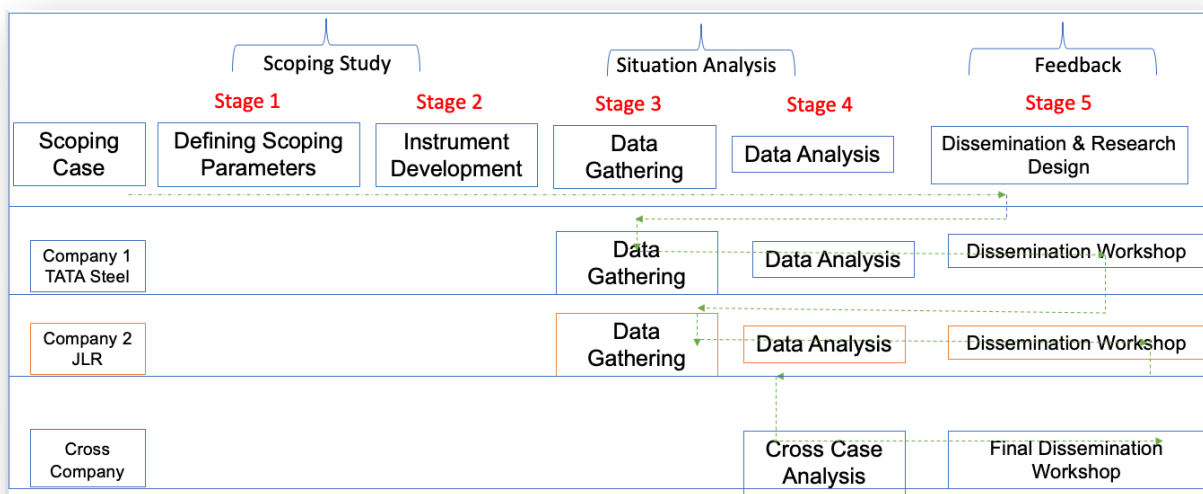 Scoping Study
Situation Analysis
Feedback
Stage 1
Stage 2
Stage 3
Stage 4
Stage 5
Scoping
Case
Defining Scoping
Parameters
Instrument
Development
Data
Gathering
Data Analysis
Dissemination & Research
Design
Company 1
TATA Steel
Data
Gathering
Data Analysis
Dissemination Workshop
Company 2
JLR
Data
Gathering
Data Analysis
Dissemination Workshop
Cross
Company
Cross Case
Analysis
Final Dissemination
Workshop